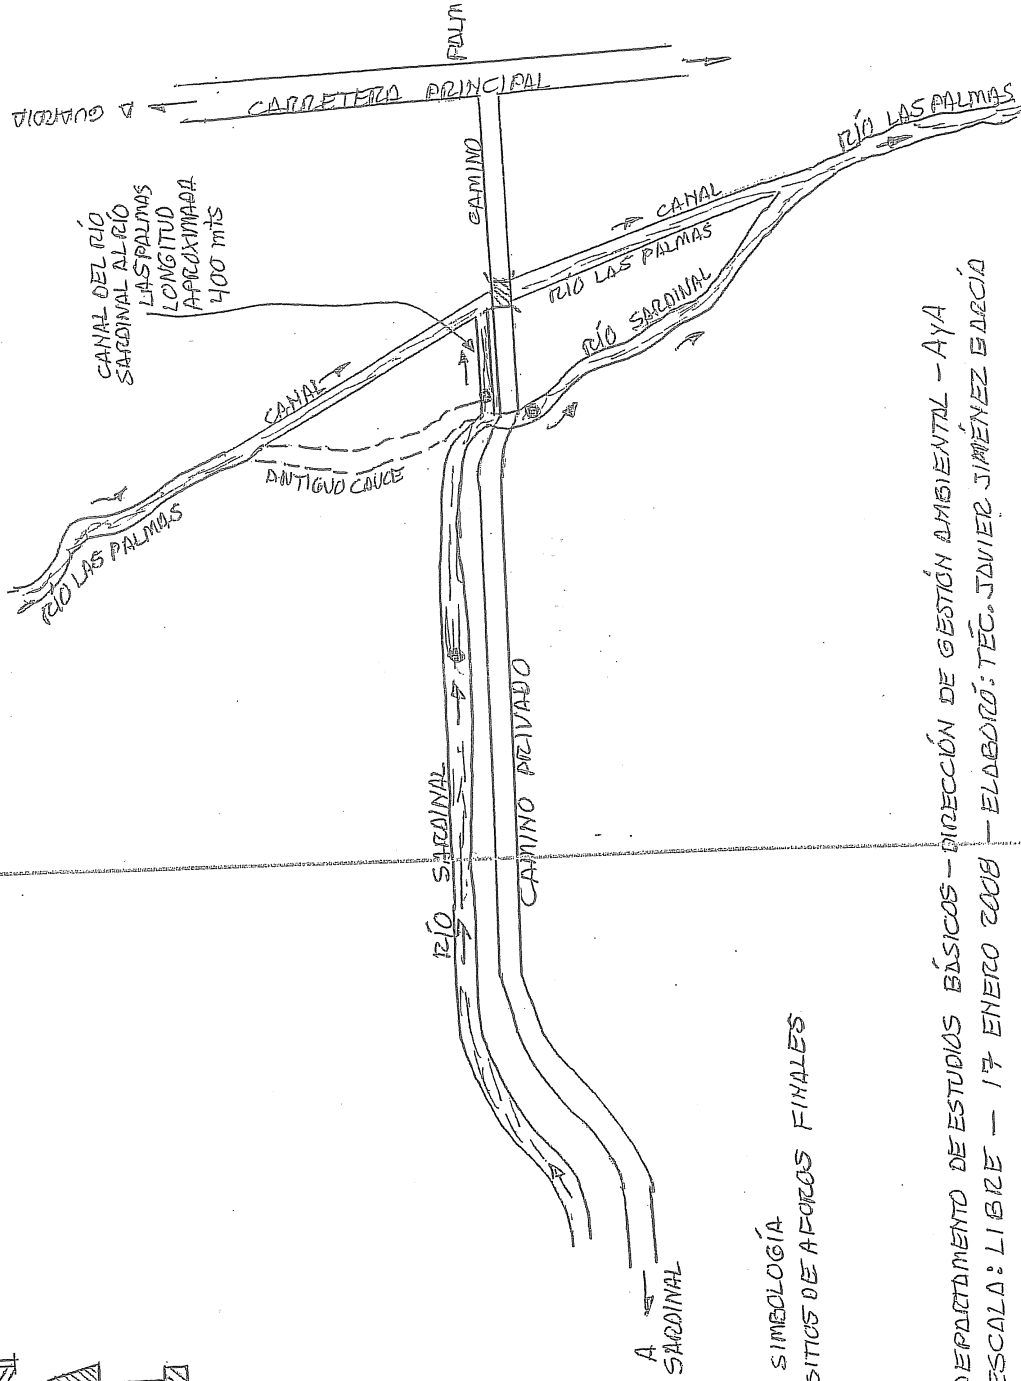 PALM
A GUARDIA
CARRETERA PRINCIPAL
CANAL DEL RÍO
SARDINAL AL RÍO
LAS PALMAS
LONGITUD
APROXIMADA
400 mts
CAMINO
RÍO LAS PALMAS
CANAL
RÍO LAS PALMAS
RÍO SARDINAL
CANAL
ANTIGUO CAUCE
RÍO LAS PALMAS
RÍO SARDINAL
CAMINO PRIVADO
A
SARDINAL
SIMBOLOGÍA
SITIOS DE AFOROS FINALES
DEPARTAMENTO DE ESTUDIOS BÁSICOS - DIRECCIÓN DE GESTIÓN AMBIENTAL - AyA
ESCALA: LIBRE - 17 ENERO 2008 - ELABORÓ: TÉC. JAVIER JIMÉNEZ GARCÍA